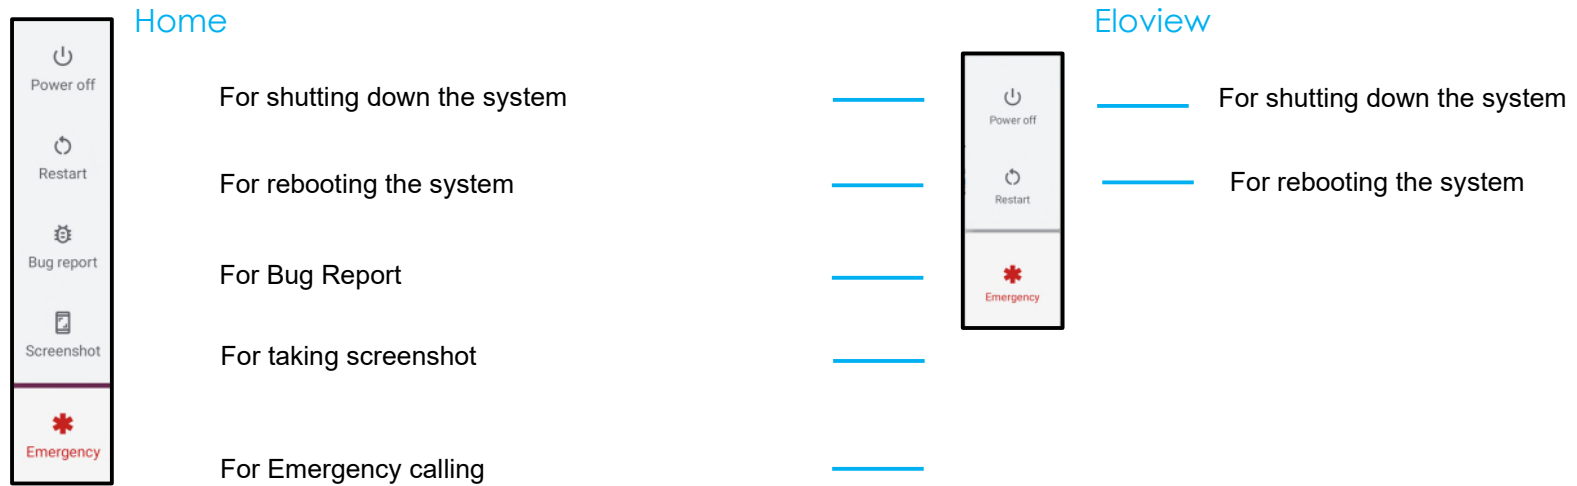 Home
Power off
For shutting down the system
Restart
For rebooting the system
Bug report
For Bug Report
Screenshot
For taking screenshot
Emergency
For Emergency calling
Eloview
Power off
For shutting down the system
Restart
For rebooting the system
Emergency